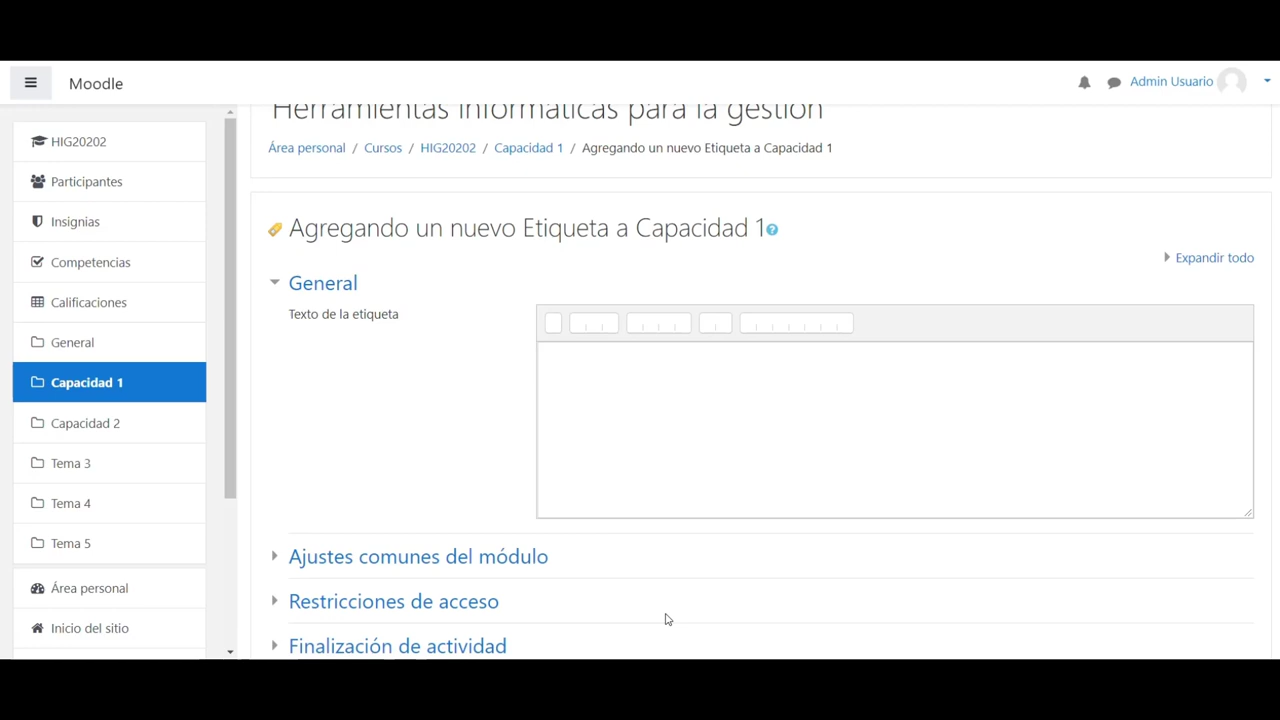 Moodle
Admin Usuario
Herramientas informáticas para la gestión
Área personal / Cursos / HIG20202 / Capacidad 1 / Agregando un nuevo Etiqueta a Capacidad 1
HIG20202
Participantes
Insignias
Competencias
Calificaciones
General
Capacidad 1
Capacidad 2
Tema 3
Tema 4
Tema 5
Área personal
Inicio del sitio
Agregando un nuevo Etiqueta a Capacidad 1
Expandir todo
General
Texto de la etiqueta
Ajustes comunes del módulo
Restricciones de acceso
Finalización de actividad